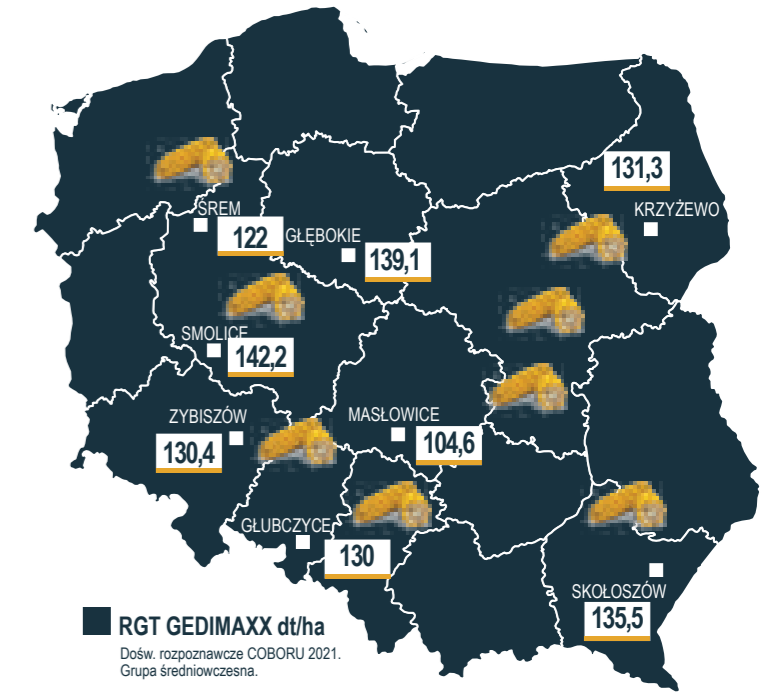 131,3
KRZYŻEWO
ŚREM
122
GŁĘBOKIE
139,1
SMOLICE
142,2
ZYBISZÓW
130,4
MASŁOWICE
104,6
GŁUBCZYCE
130
SKOŁOSZÓW
135,5
RGT GEDIMAXX dt/ha
Dośw. rozpoznawcze COBORU 2021.
Grupa średniowczesna.